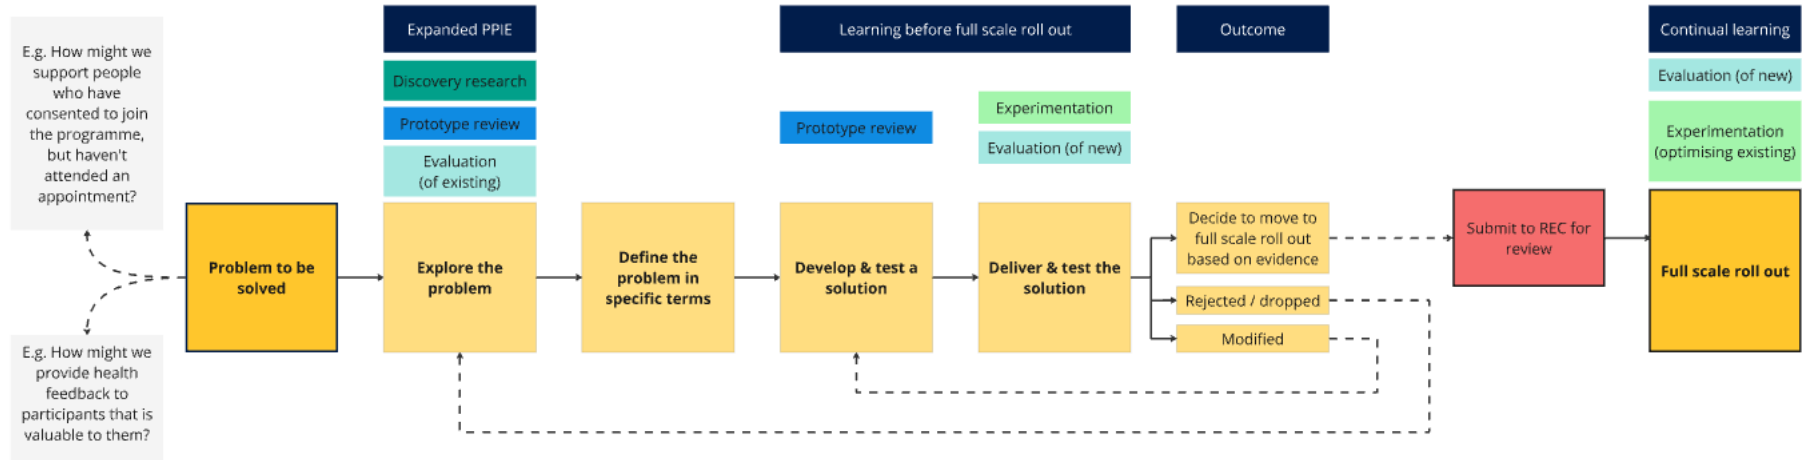 E.g. How might we
support people
who have
consented to join
the programme,
but haven't
attended an
appointment?
E.g. How might we
provide health
feedback to
participants that is
valuable to them?
Problem to be
solved
Expanded PPIE
Discovery research
Prototype review
Evaluation
(of existing)
Explore the
problem
Define the
problem in
specific terms
Learning before full scale roll out
Prototype review
Develop & test a
solution
Experimentation
Evaluation (of new)
Deliver & test the
solution
Outcome
Decide to move to
full scale roll out
based on evidence
Rejected / dropped
Modified
Submit to REC for
review
Continual learning
Evaluation (of new)
Experimentation
(optimising existing)
Full scale roll out